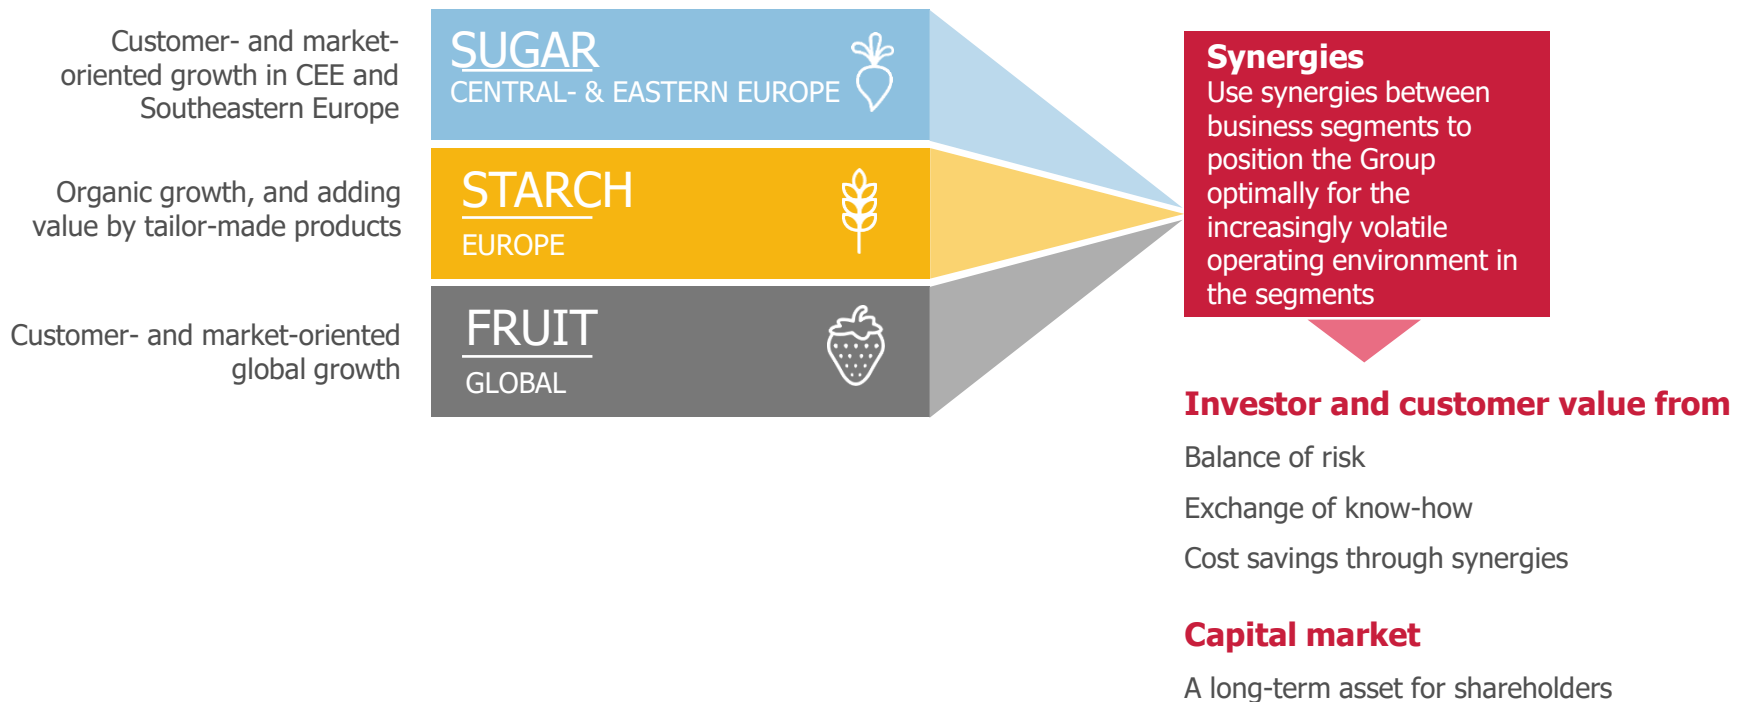 Customer- and market-
oriented growth in CEE and
Southeastern Europe
SUGAR
CENTRAL- & EASTERN EUROPE
Organic growth, and adding
value by tailor-made products
STARCH
EUROPE
Customer- and market-oriented
global growth
FRUIT
GLOBAL
Synergies
Use synergies between
business segments to
position the Group
optimally for the
increasingly volatile
operating environment in
the segments
Investor and customer value from
Balance of risk
Exchange of know-how
Cost savings through synergies
Capital market
A long-term asset for shareholders